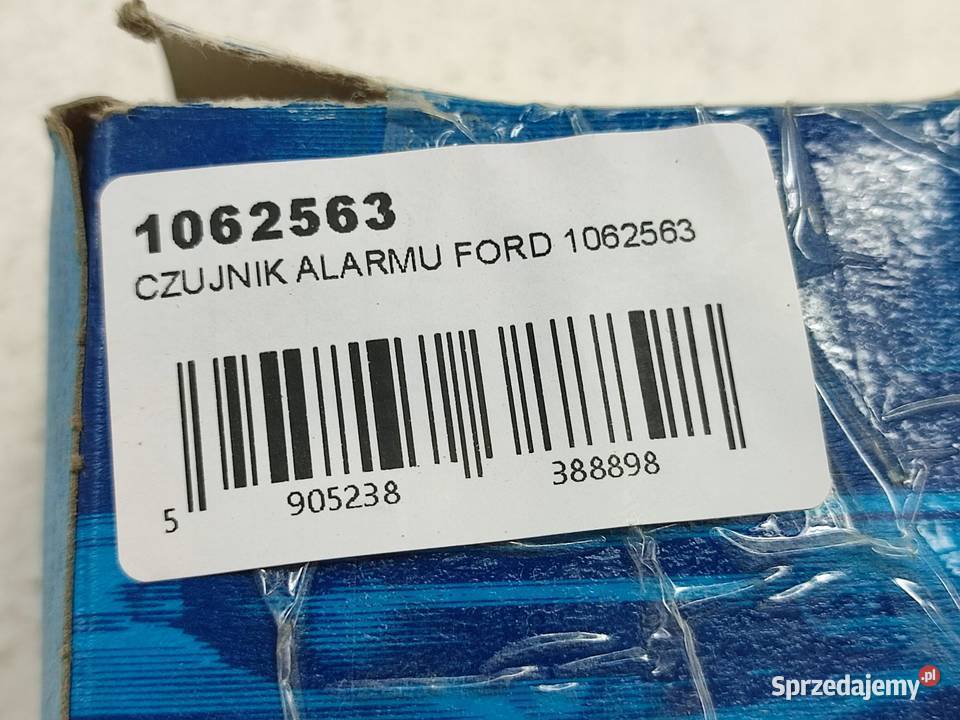 1062563
CZUJNIK ALARMU FORD 1062563
5 905238 388898
Sprzedajemy.pl